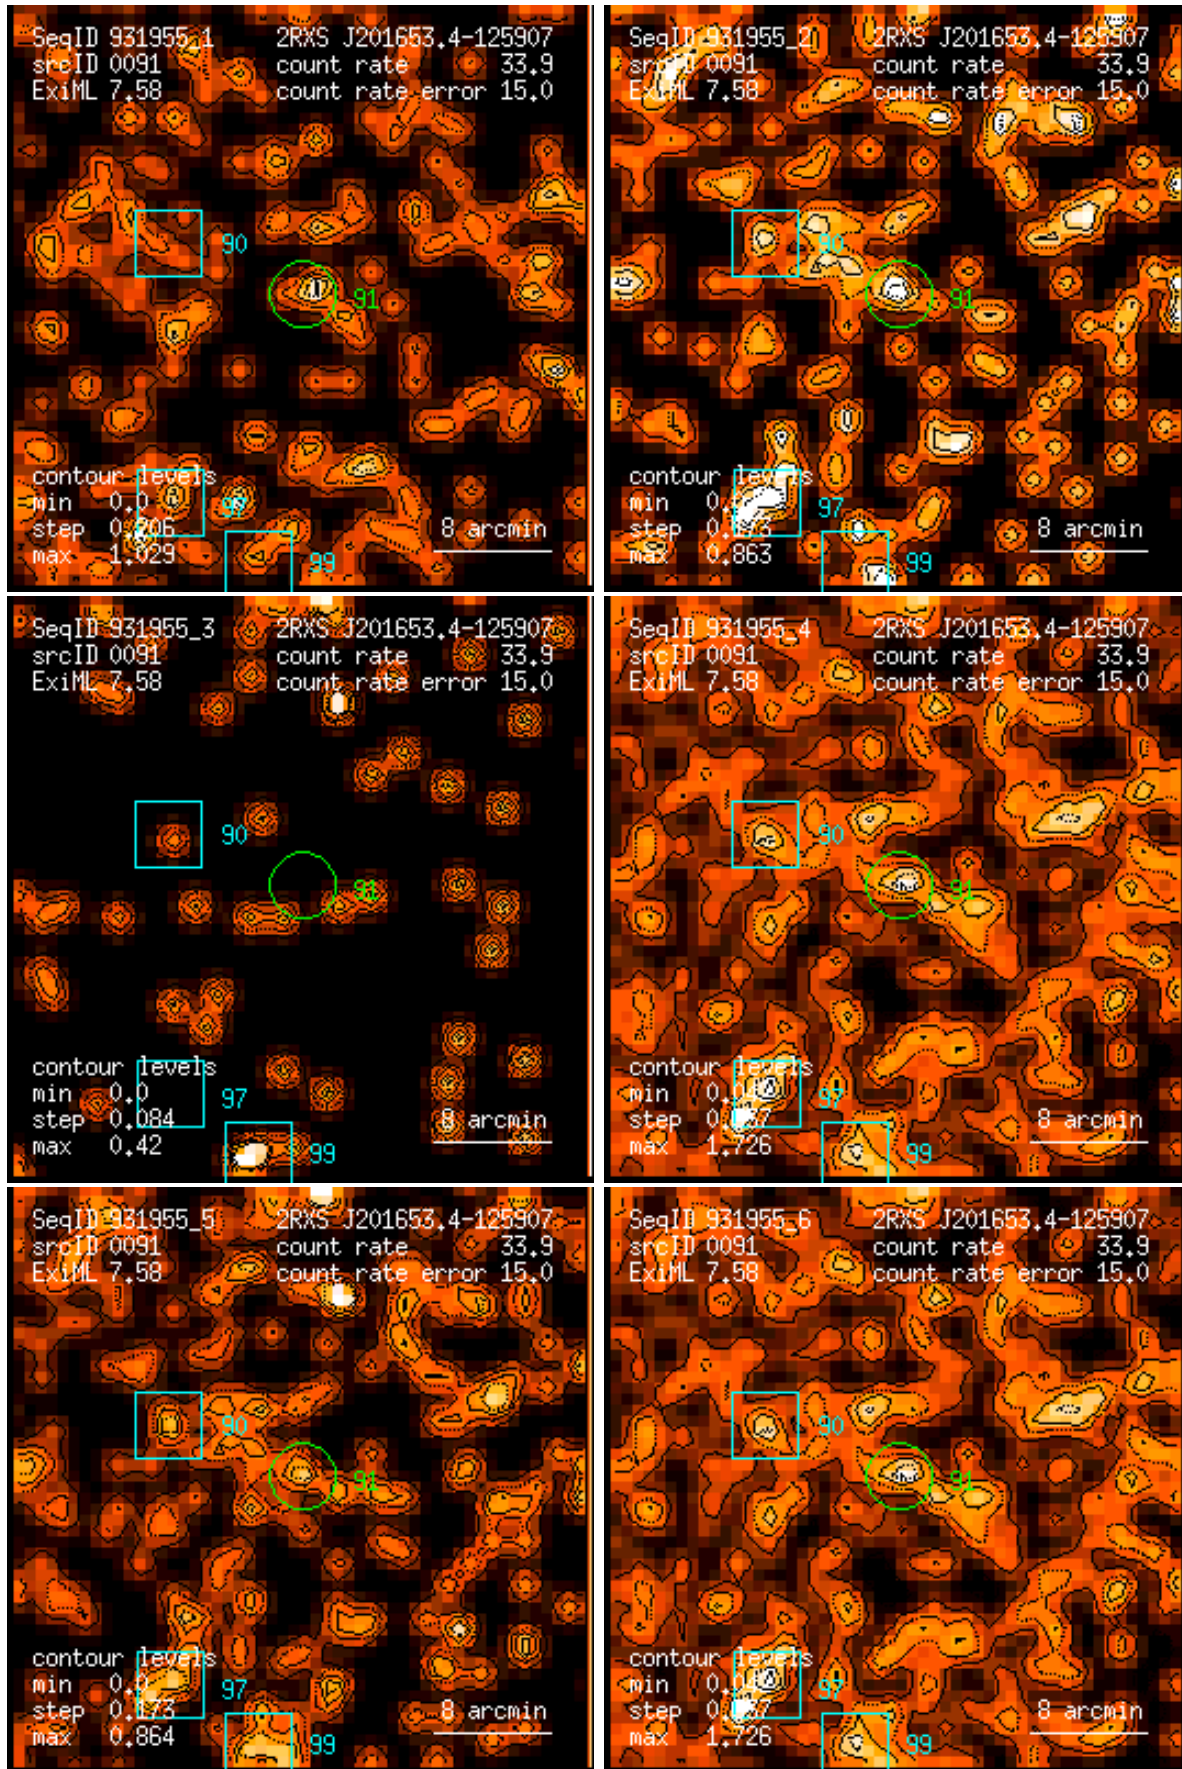 SeqID 931955_1 2RXS J201653.4-125907
srcID 0091 count rate 33.9
ExiML 7.58 count rate error 15.0
90
91
contour levels
min 0.0
97
step 0.206 8 arcmin
max 1.029
99
SeqID 931955_2 2RXS J201653.4-125907
srcID 0091 count rate 33.9
ExiML 7.58 count rate error 15.0
90
91
contour levels
min
97
step 8 arcmin
max 0.863
99
SeqID 931955_3 2RXS J201653.4-125907
srcID 0091 count rate 33.9
ExiML 7.58 count rate error 15.0
90
91
contour levels
min 0.0
97
step 0.084 8 arcmin
max 0.42
99
SeqID 931955_4 2RXS J201653.4-125907
srcID 0091 count rate 33.9
ExiML 7.58 count rate error 15.0
90
91
contour levels
min
97
step 8 arcmin
max 1.726
99
SeqID 931955_5 2RXS J201653.4-125907
srcID 0091 count rate 33.9
ExiML 7.58 count rate error 15.0
90
91
contour levels
min 0.0
97
step 0.173 8 arcmin
max 0.864
99
SeqID 931955_6 2RXS J201653.4-125907
srcID 0091 count rate 33.9
ExiML 7.58 count rate error 15.0
90
91
contour levels
min
97
step 8 arcmin
max 1.726
99